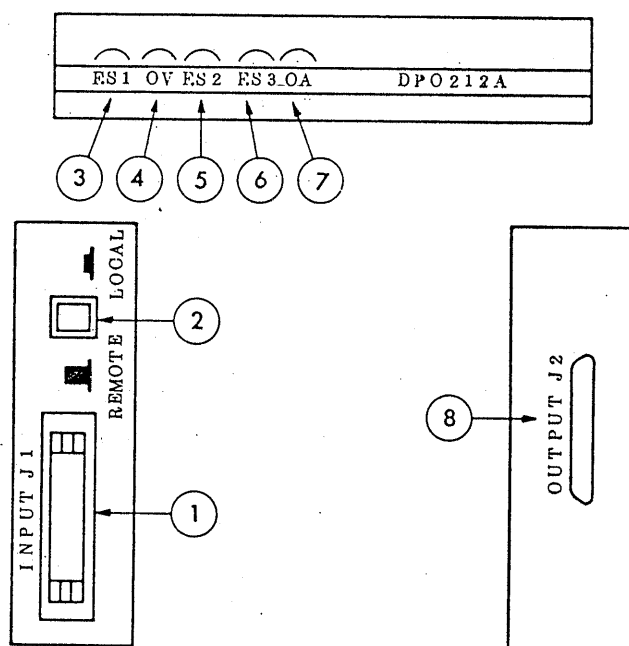 ES1 OV ES2 ES3 OA DPO212A
3 4 5 6 7
LOCAL
REMOTE
2
INPUT J1
1
8
OUTPUT J2